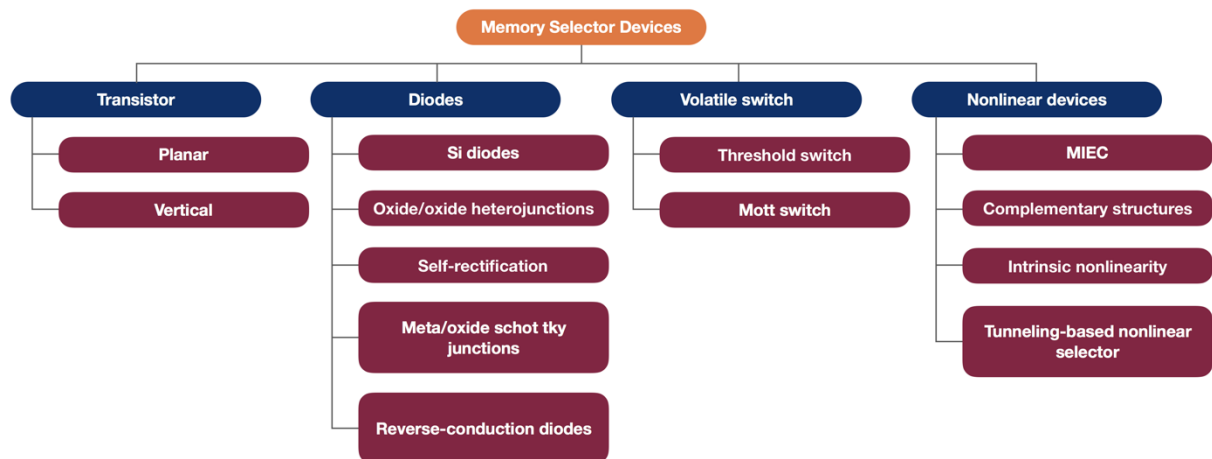 Memory Selector Devices
Transistor
Diodes
Volatile switch
Nonlinear devices
Planar
Vertical
Si diodes
Oxide/oxide heterojunctions
Self-rectification
Meta/oxide schot tky
junctions
Reverse-conduction diodes
Threshold switch
Mott switch
MIEC
Complementary structures
Intrinsic nonlinearity
Tunneling-based nonlinear
selector